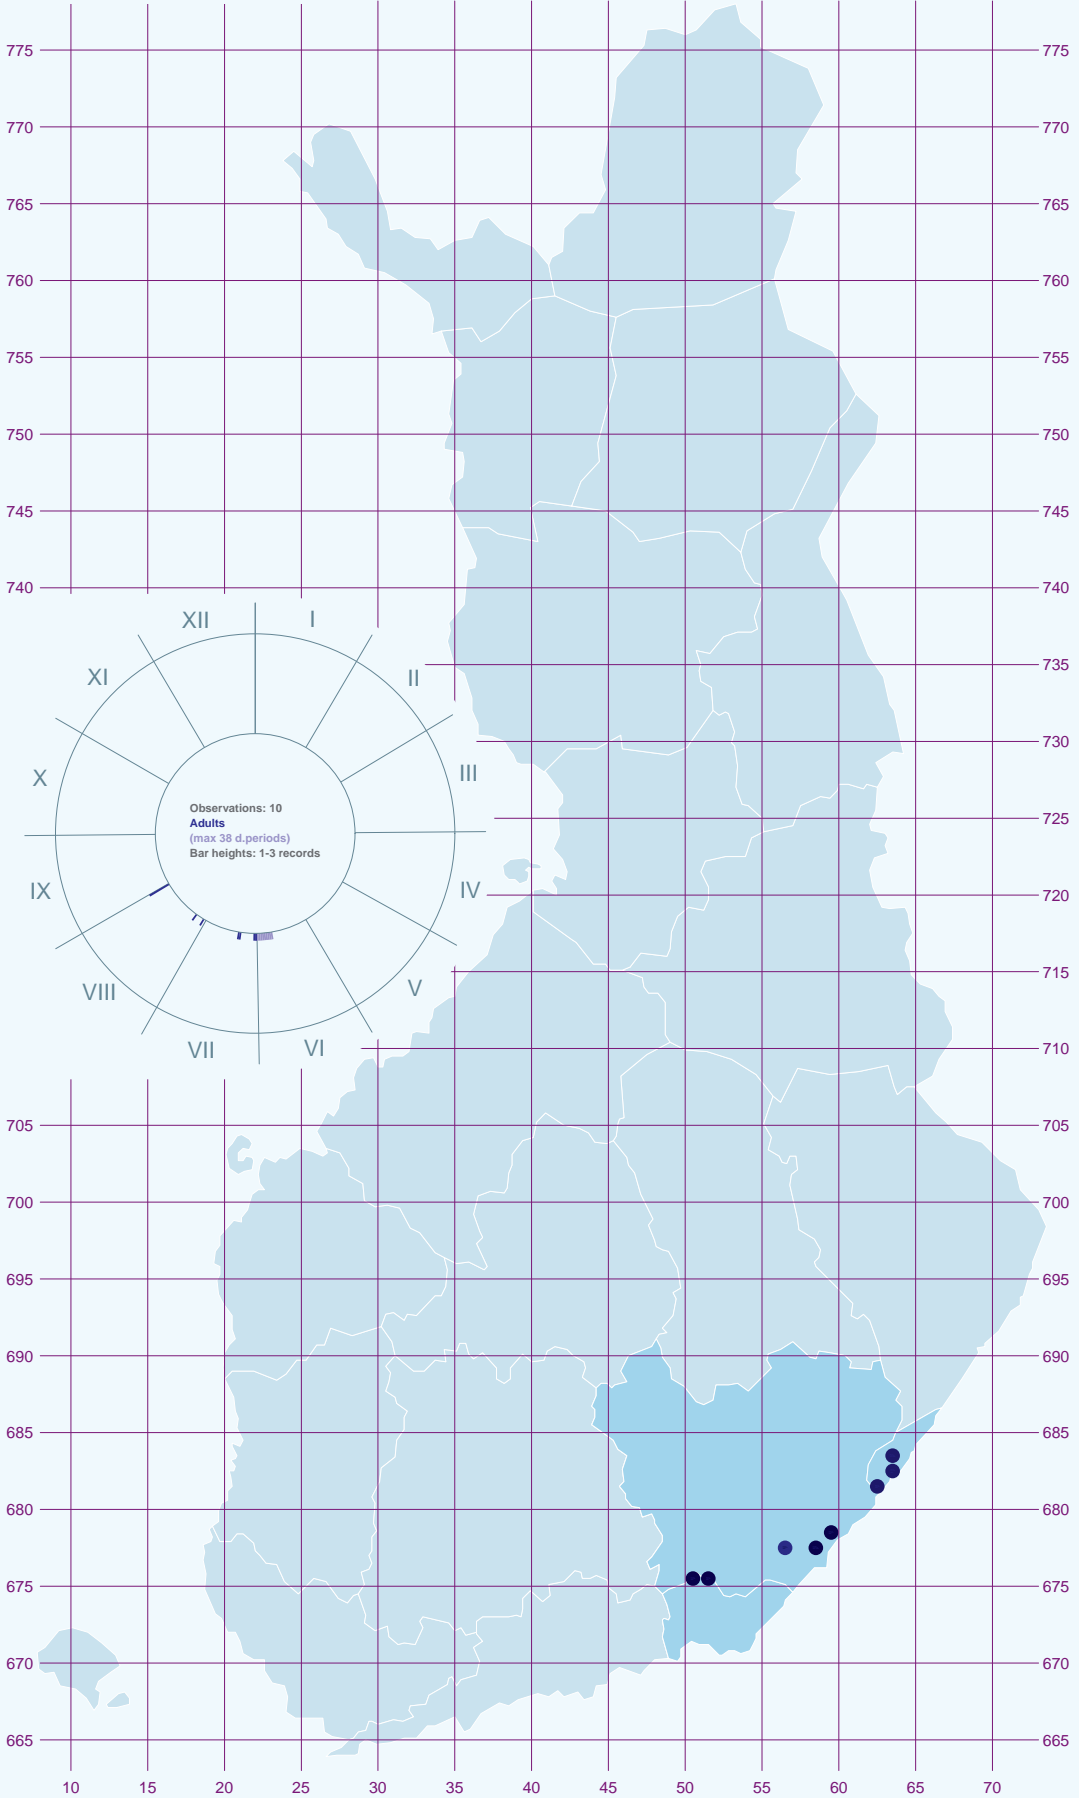 775 775
770 770
765 765
760 760
755 755
750 750
745 745
740 740
735
730
725
720
715
710
705 705
700 700
695 695
690 690
685 685
680 680
675 675
670 670
665 665
10 15 20 25 30 35 40 45 50 55 60 65 70
XII I
XI II
X III
IX IV
VIII V
VII VI
Observations: 10
Adults
(max 38 d.periods)
Bar heights: 1-3 records